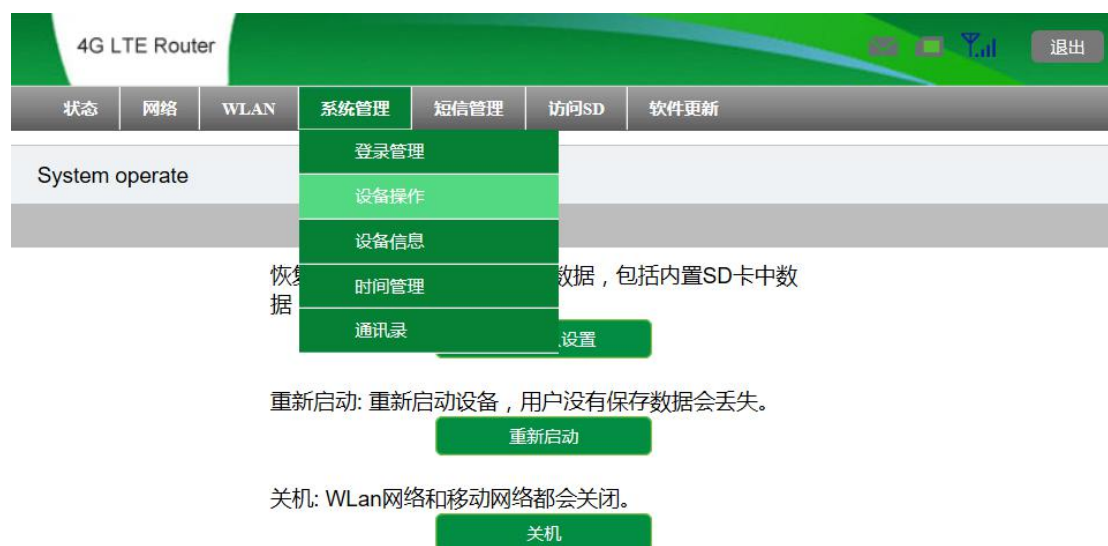 4G LTE Router
退出
状态 网络 WLAN 系统管理 短信管理 访问SD 软件更新
登录管理
System operate
设备操作
设备信息
恢 数据，包括内置SD卡中数
据
时间管理
通讯录
设置
重新启动: 重新启动设备，用户没有保存数据会丢失。
重新启动
关机: WLan网络和移动网络都会关闭。
关机